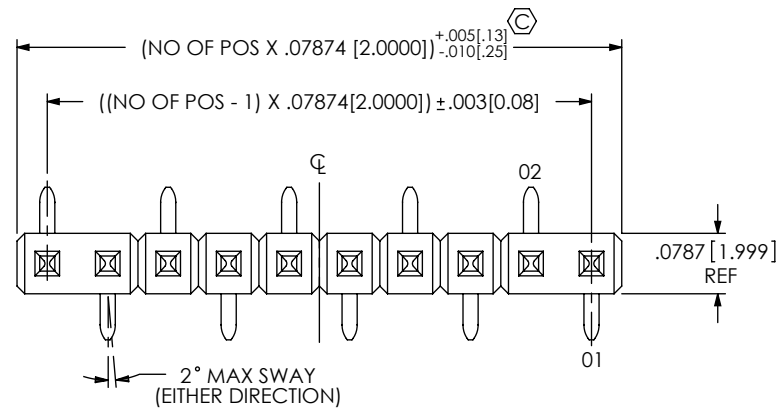 C
(NO OF POS X .07874 [2.0000]) +.005[.13] -.010[.25]
((NO OF POS - 1) X .07874[2.0000]) ±.003[0.08]
℄
02
.0787 [1.999]
REF
01
2° MAX SWAY
(EITHER DIRECTION)